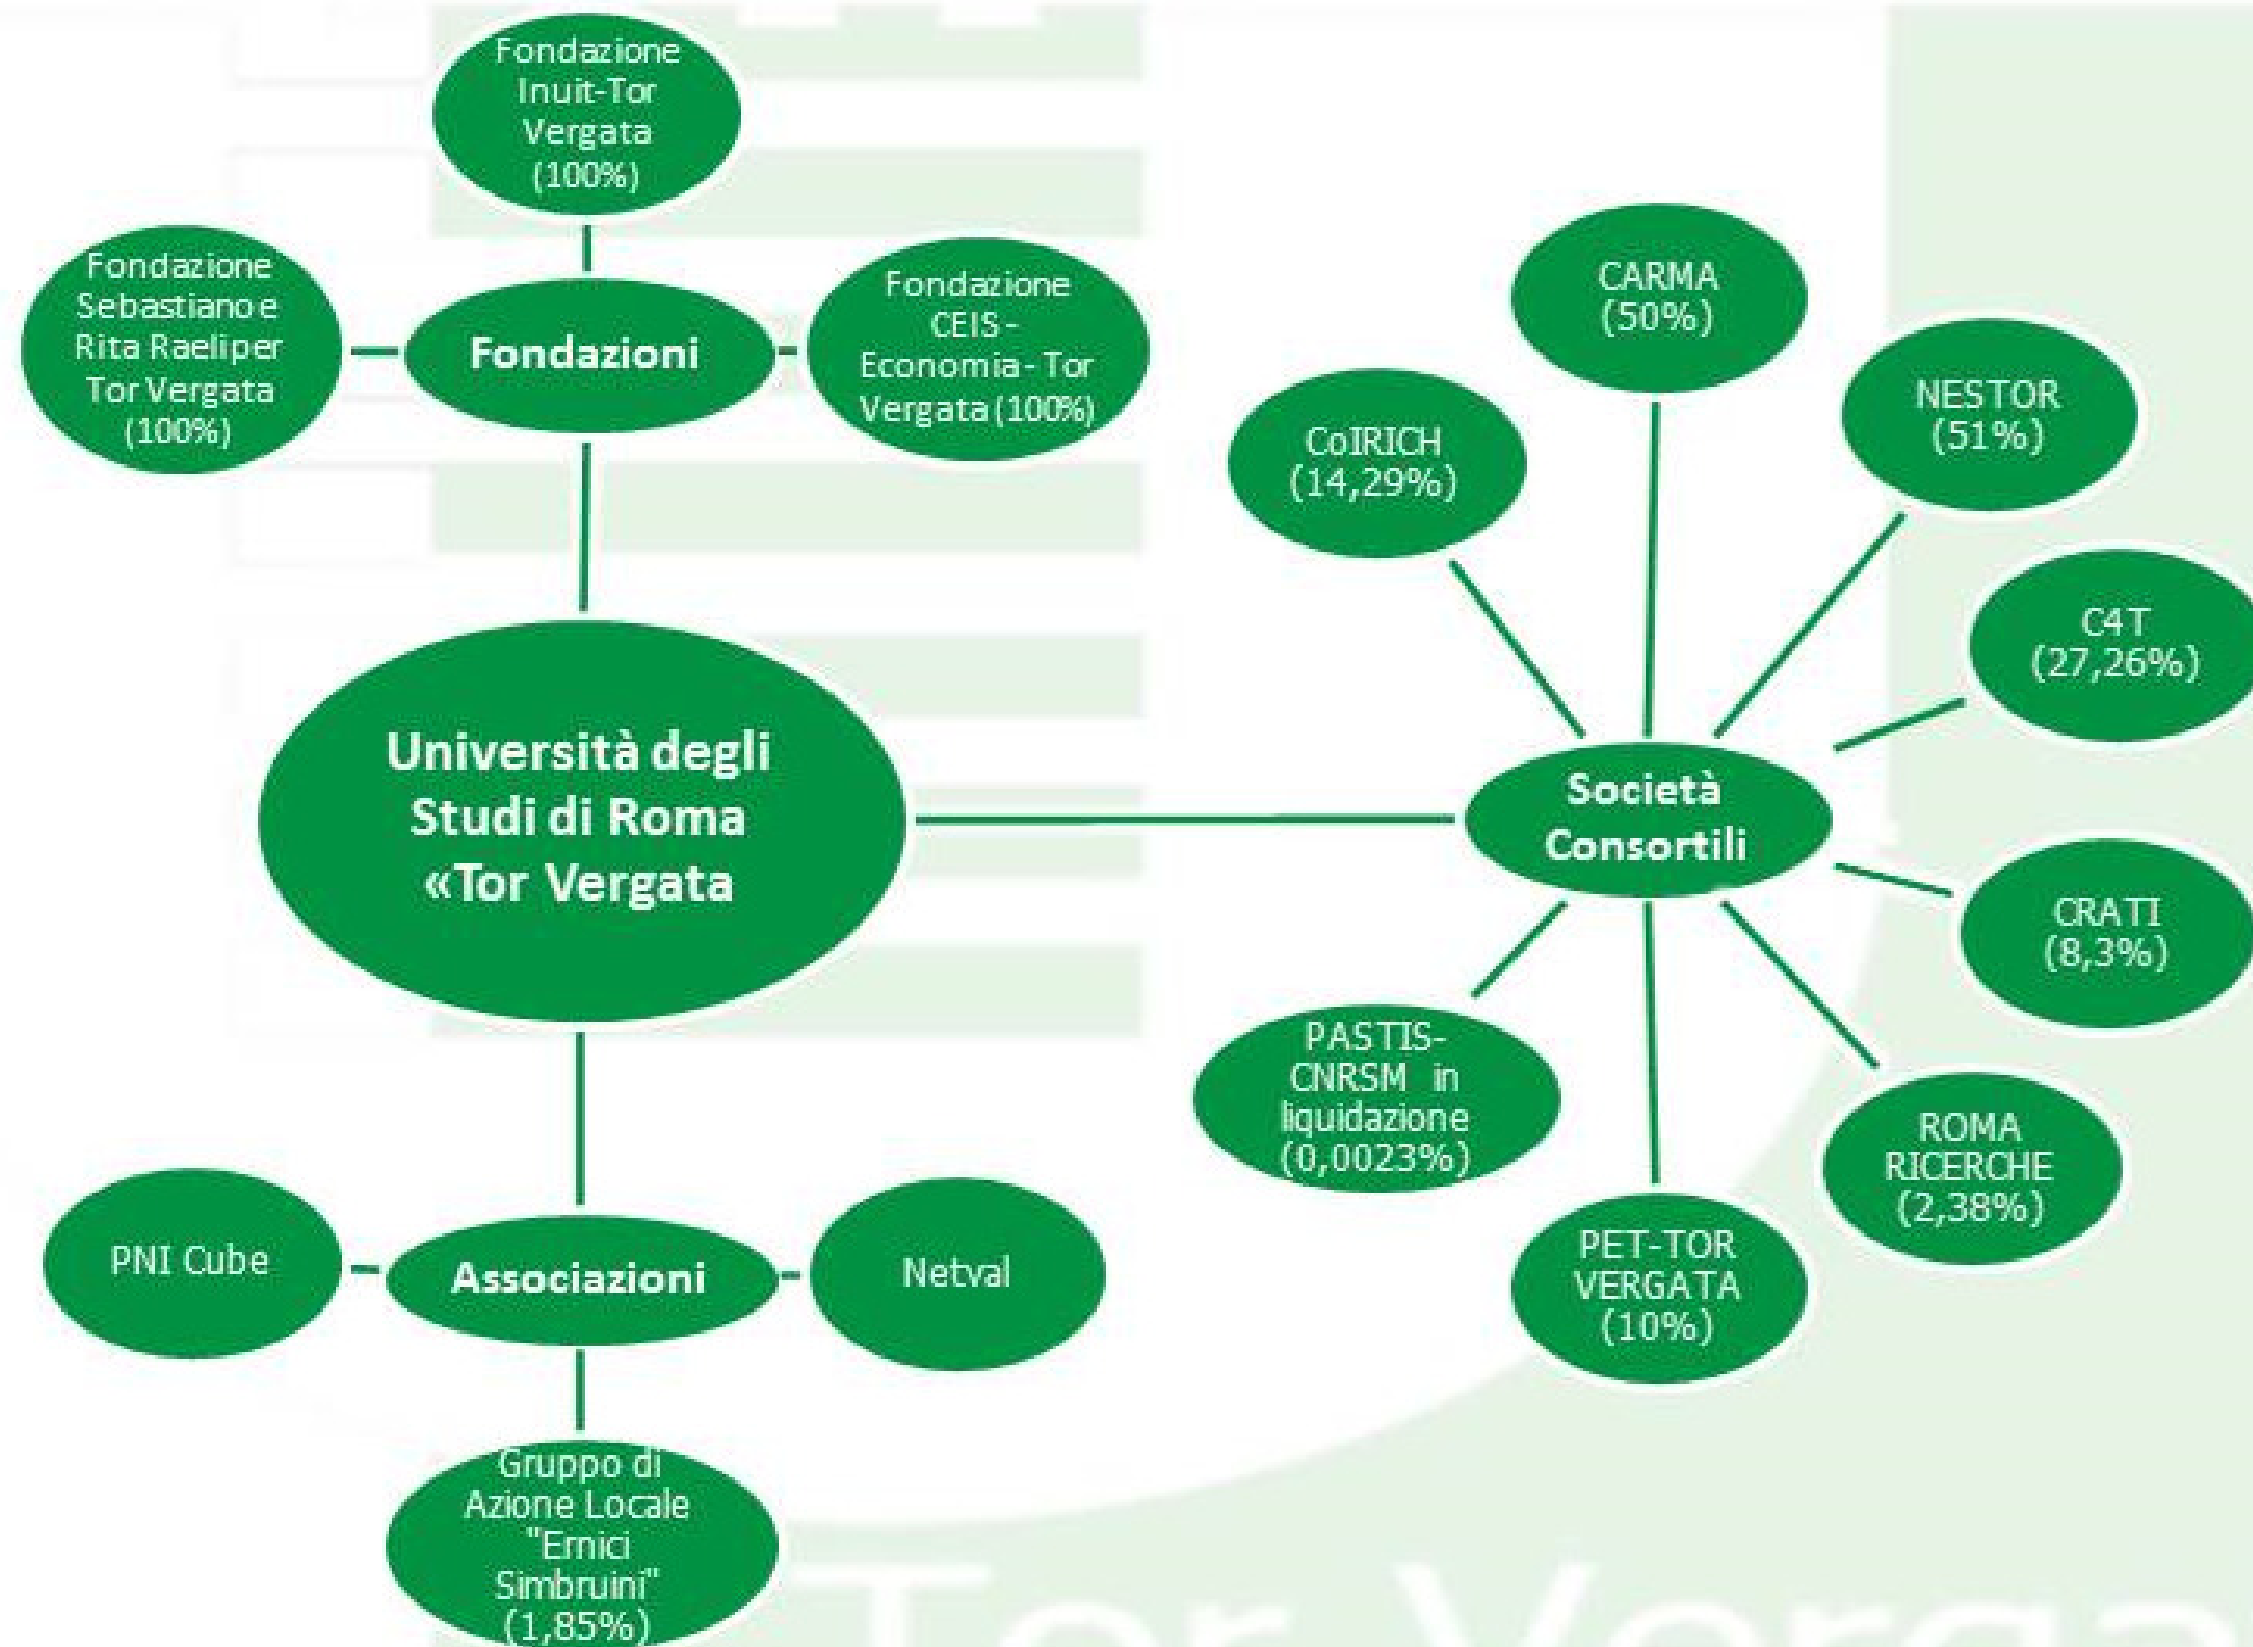 Fondazione
Inuit-Tor
Vergata
(100%)
Fondazione
Sebastiano e
Rita Raeliper
Tor Vergata
(100%)
Fondazioni
Fondazione
CEIS-
Economia- Tor
Vergata (100%)
Università degli
Studi di Roma
«Tor Vergata
PNI Cube
Associazioni
Netval
Gruppo di
Azione Locale
"Ernici
Simbruini"
(1,85%)
CARMA
(50%)
NESTOR
(51%)
CoIRICH
(14,29%)
C4T
(27,26%)
Società
Consortili
CRATI
(8,3%)
PASTIS-
CNRSM in
liquidazione
(0,0023%)
ROMA
RICERCHE
(2,38%)
PET-TOR
VERGATA
(10%)
Tor Verga